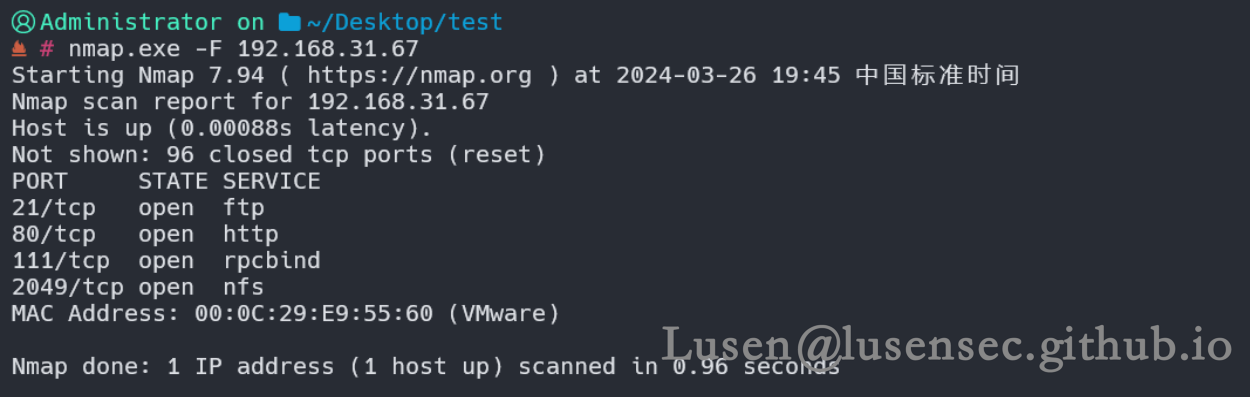 Administrator on ~/Desktop/test
# nmap.exe -F 192.168.31.67
Starting Nmap 7.94 ( https://nmap.org ) at 2024-03-26 19:45 中国标准时间
Nmap scan report for 192.168.31.67
Host is up (0.00088s latency).
Not shown: 96 closed tcp ports (reset)
PORT     STATE SERVICE
21/tcp   open  ftp
80/tcp   open  http
111/tcp  open  rpcbind
2049/tcp open  nfs
MAC Address: 00:0C:29:E9:55:60 (VMware)
Nmap done: 1 IP address (1 host up) scanned in 0.96 seconds
Lusen@lusensec.github.io